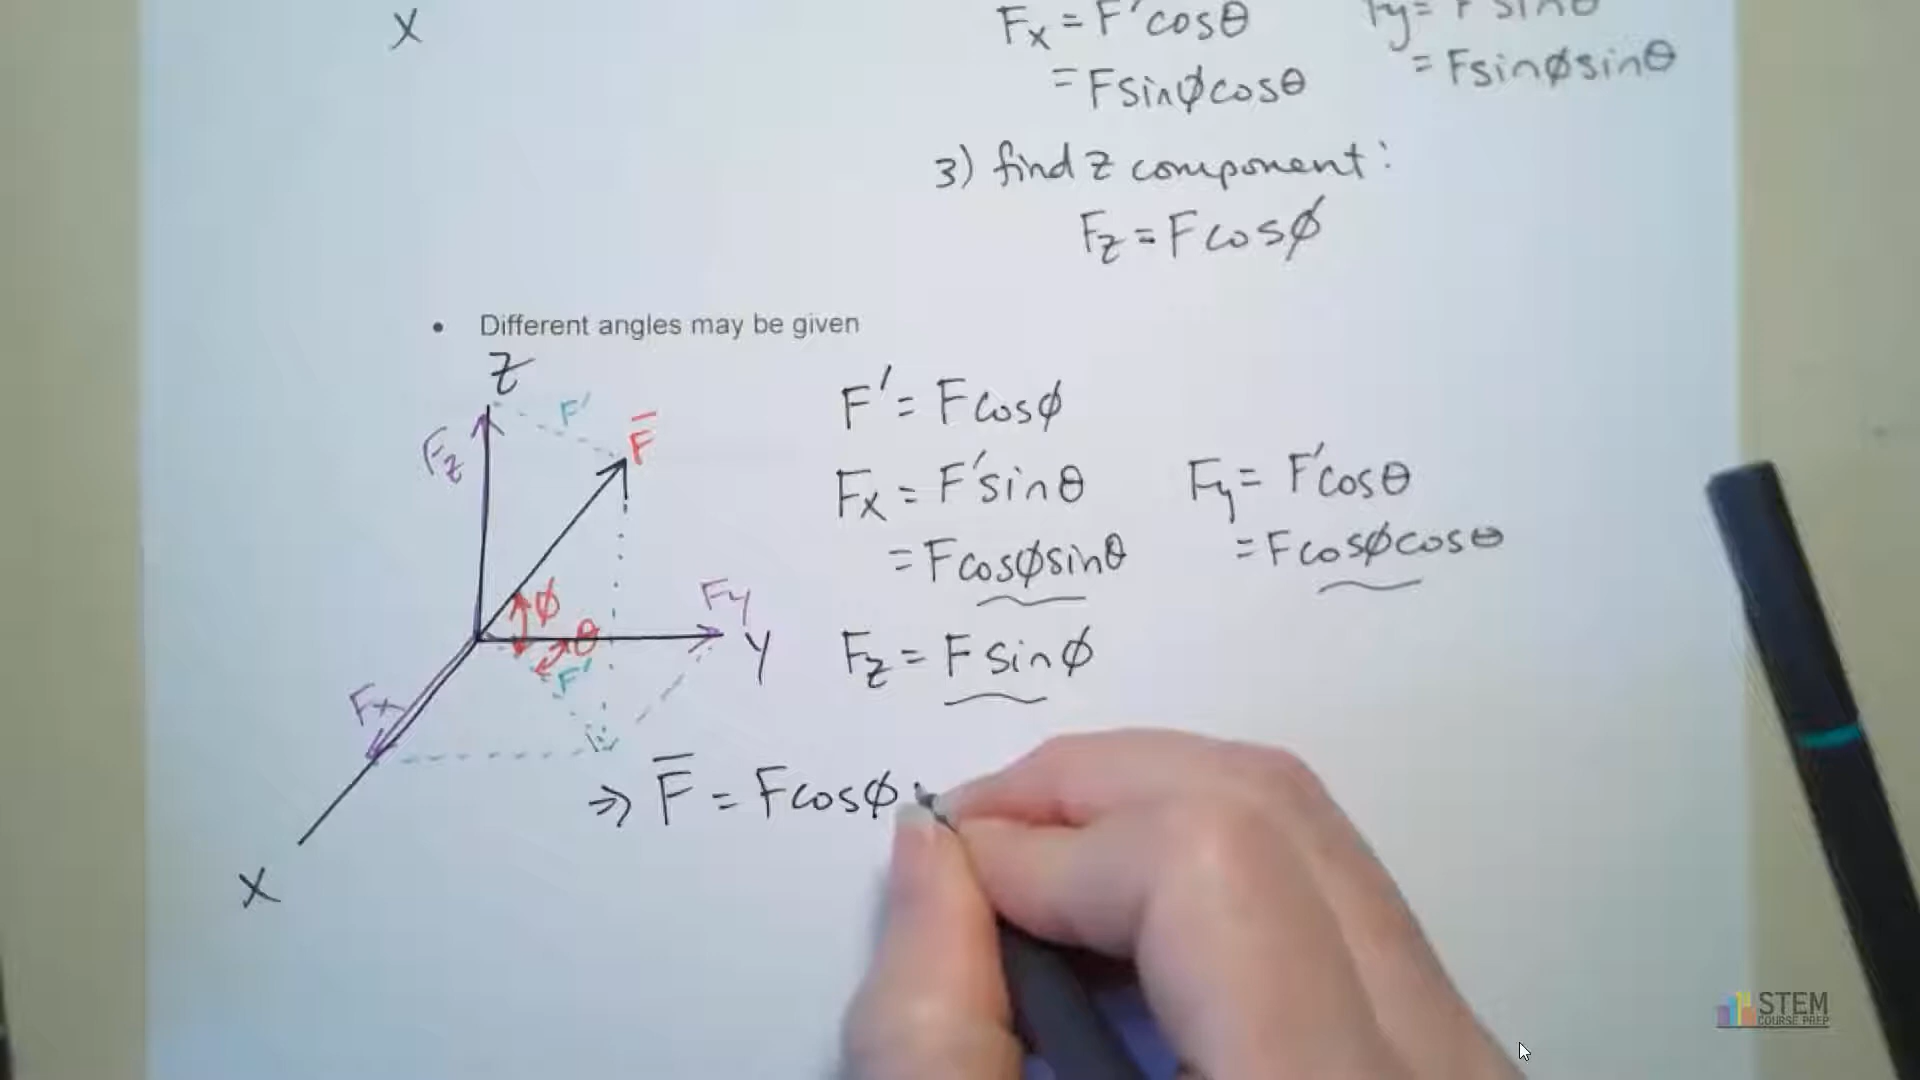 X
Fx = F'cosθ
= Fsinϕcosθ
Fy = F'sinθ
= Fsinϕsinθ
3) find z component:
Fz = Fcosϕ
• Different angles may be given
Z
F'
F̅
Fz
ϕ
θ
F'
Fy
Y
Fx
X
F' = Fcosϕ
Fx = F'sinθ
= Fcosϕsinθ
Fy = F'cosθ
= Fcosϕcosθ
Fz = Fsinϕ
⇒ F̅ = Fcosϕ
STEM
COURSE PREP